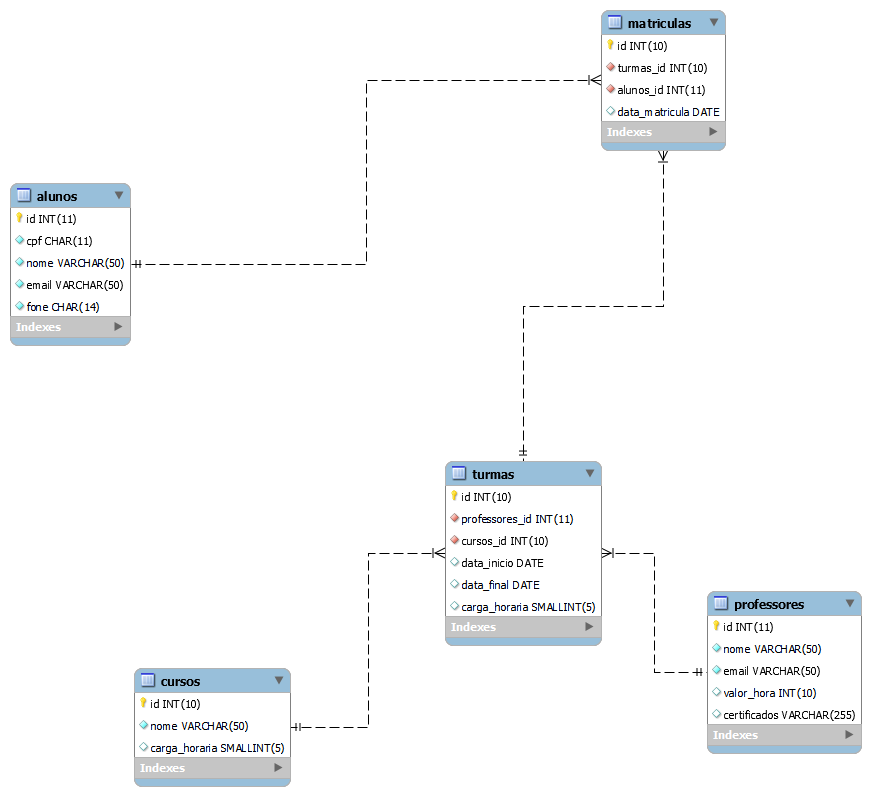 matriculas
id INT(10)
turmas_id INT(10)
alunos_id INT(11)
data_matricula DATE
Indexes
alunos
id INT(11)
cpf CHAR(11)
nome VARCHAR(50)
email VARCHAR(50)
fone CHAR(14)
Indexes
turmas
id INT(10)
professores_id INT(11)
cursos_id INT(10)
data_inicio DATE
data_final DATE
carga_horaria SMALLINT(5)
Indexes
professores
id INT(11)
nome VARCHAR(50)
email VARCHAR(50)
valor_hora INT(10)
certificados VARCHAR(255)
Indexes
cursos
id INT(10)
nome VARCHAR(50)
carga_horaria SMALLINT(5)
Indexes